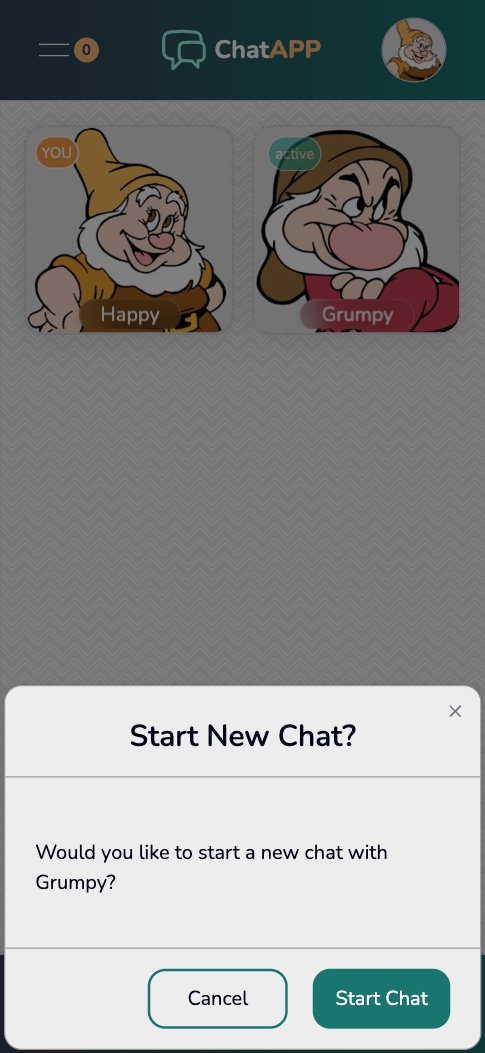 0
ChatAPP
YOU
active
Happy
Grumpy
Start New Chat?
Would you like to start a new chat with
Grumpy?
Cancel
Start Chat